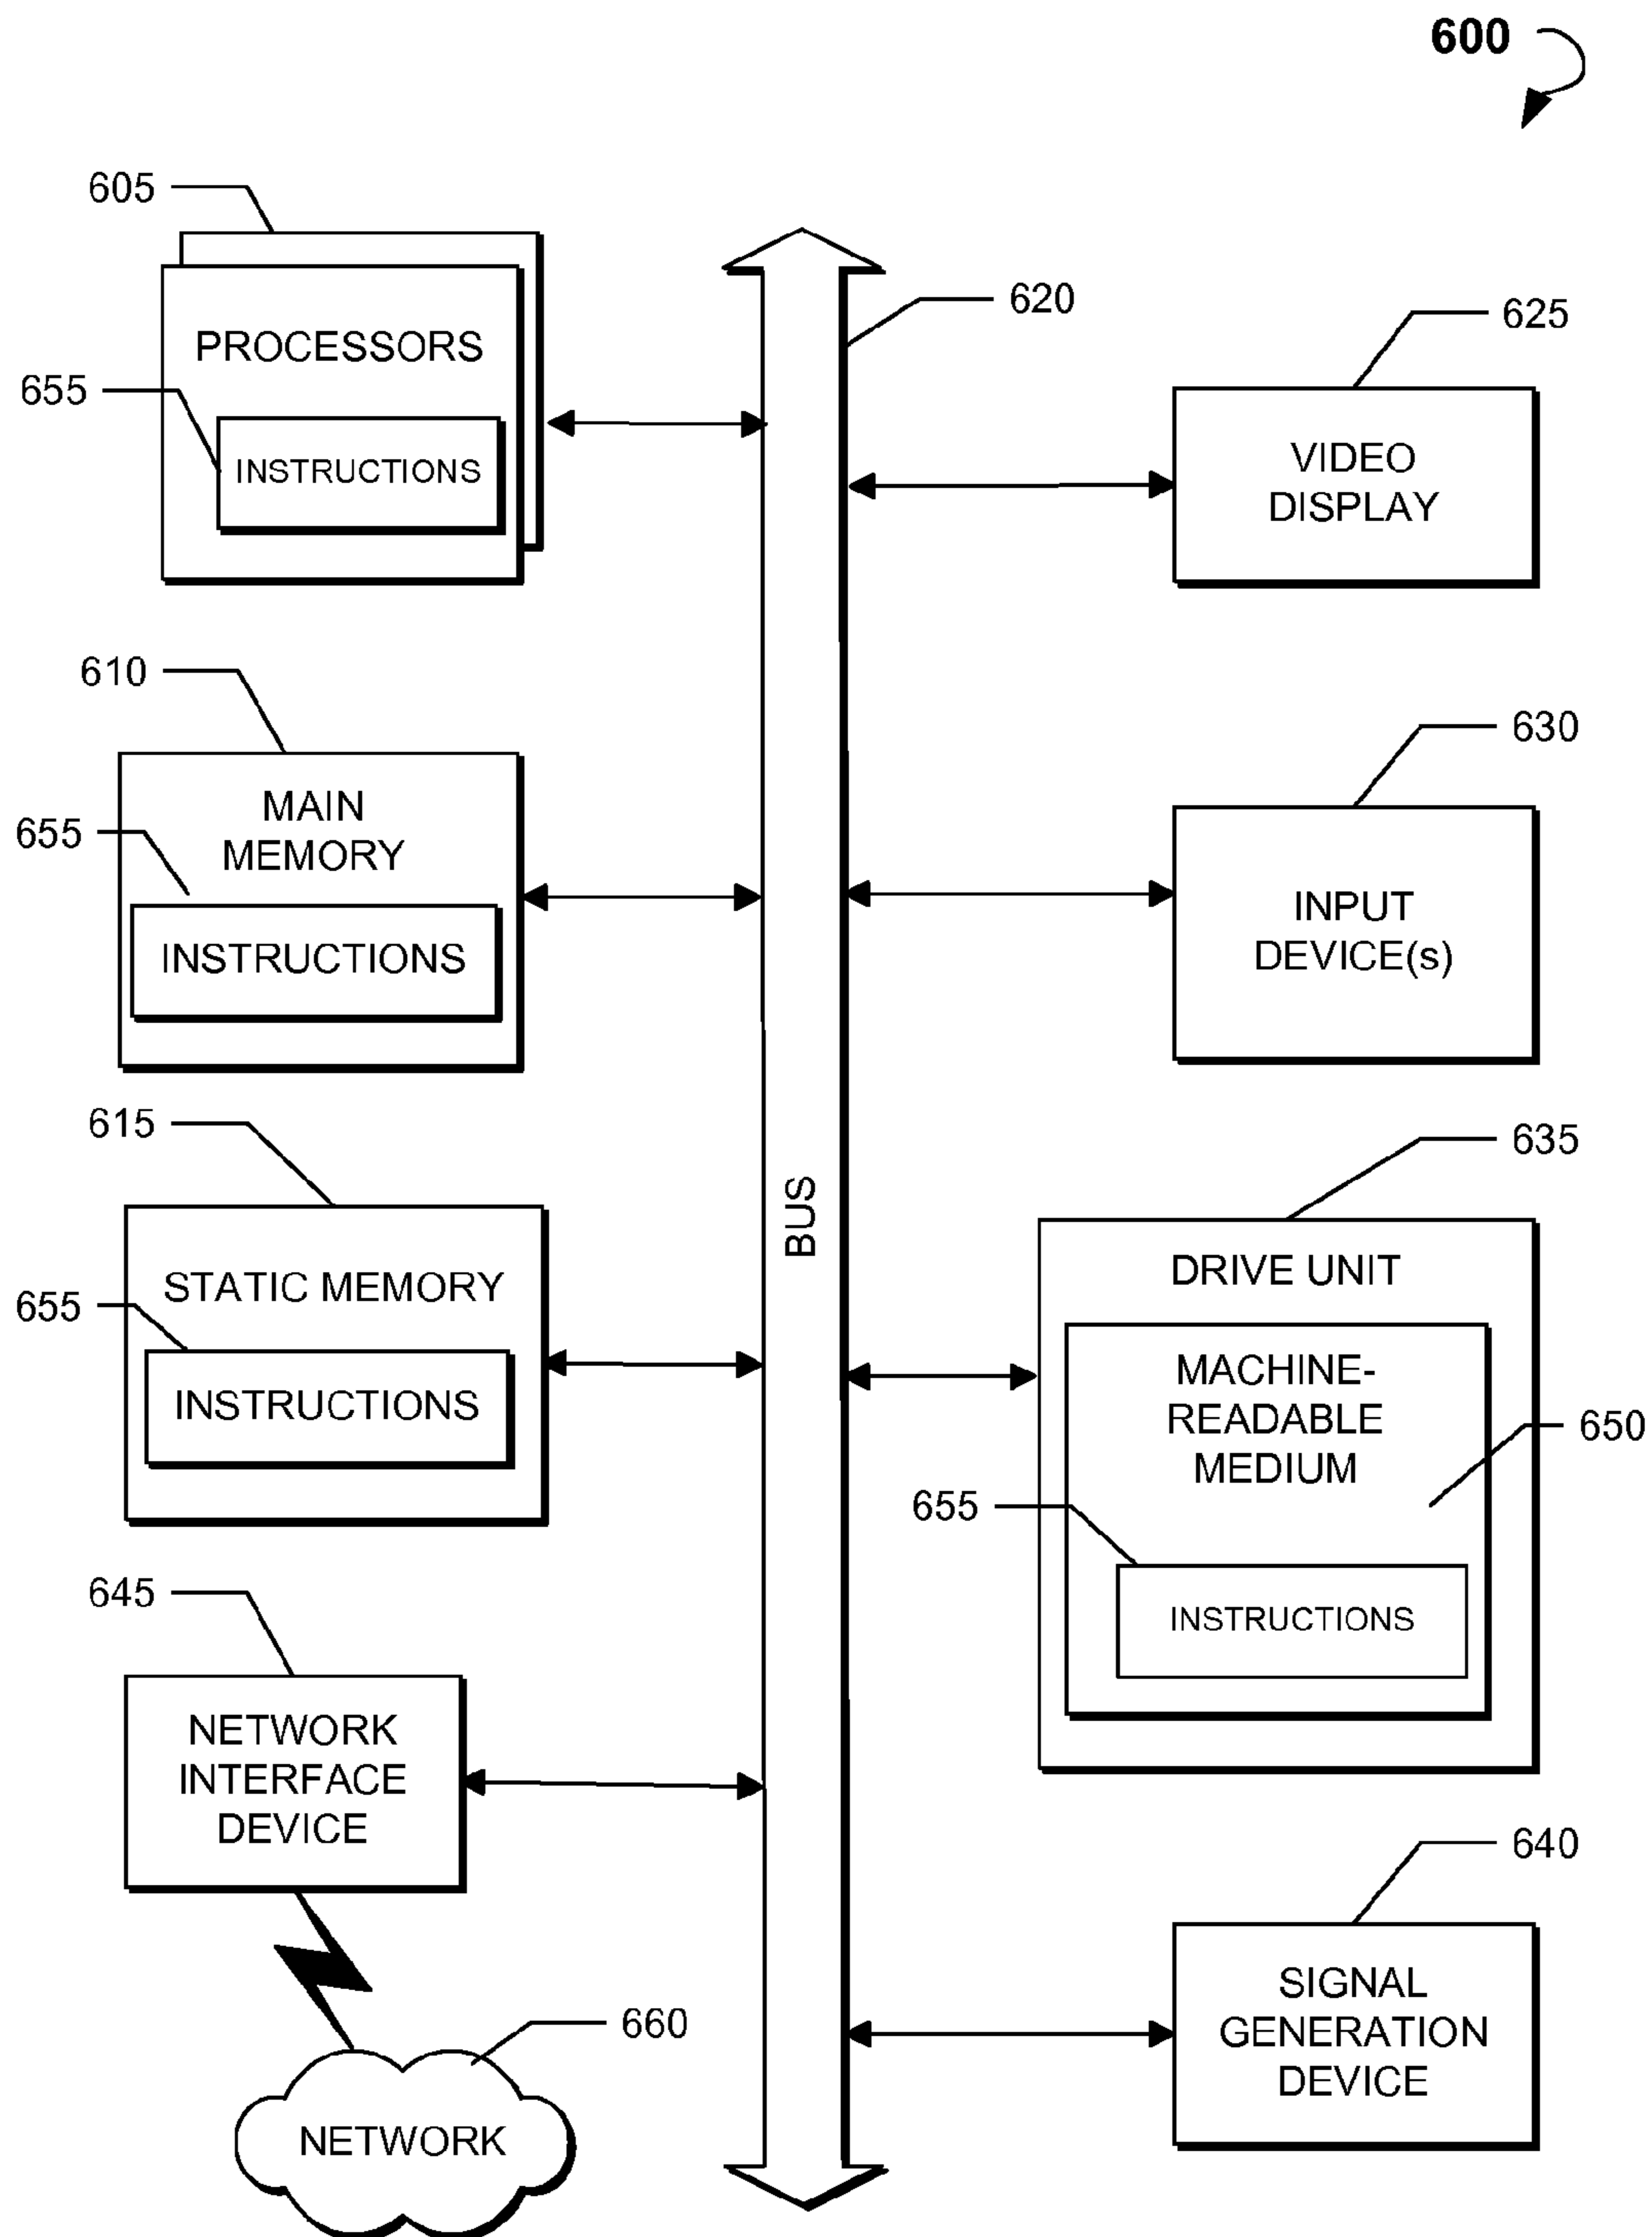 600
605
PROCESSORS
655
INSTRUCTIONS
610
MAIN
MEMORY
655
INSTRUCTIONS
615
STATIC MEMORY
655
INSTRUCTIONS
645
NETWORK
INTERFACE
DEVICE
660
NETWORK
620
BUS
625
VIDEO
DISPLAY
630
INPUT
DEVICE(s)
635
DRIVE UNIT
MACHINE-
READABLE
MEDIUM
650
655
INSTRUCTIONS
640
SIGNAL
GENERATION
DEVICE